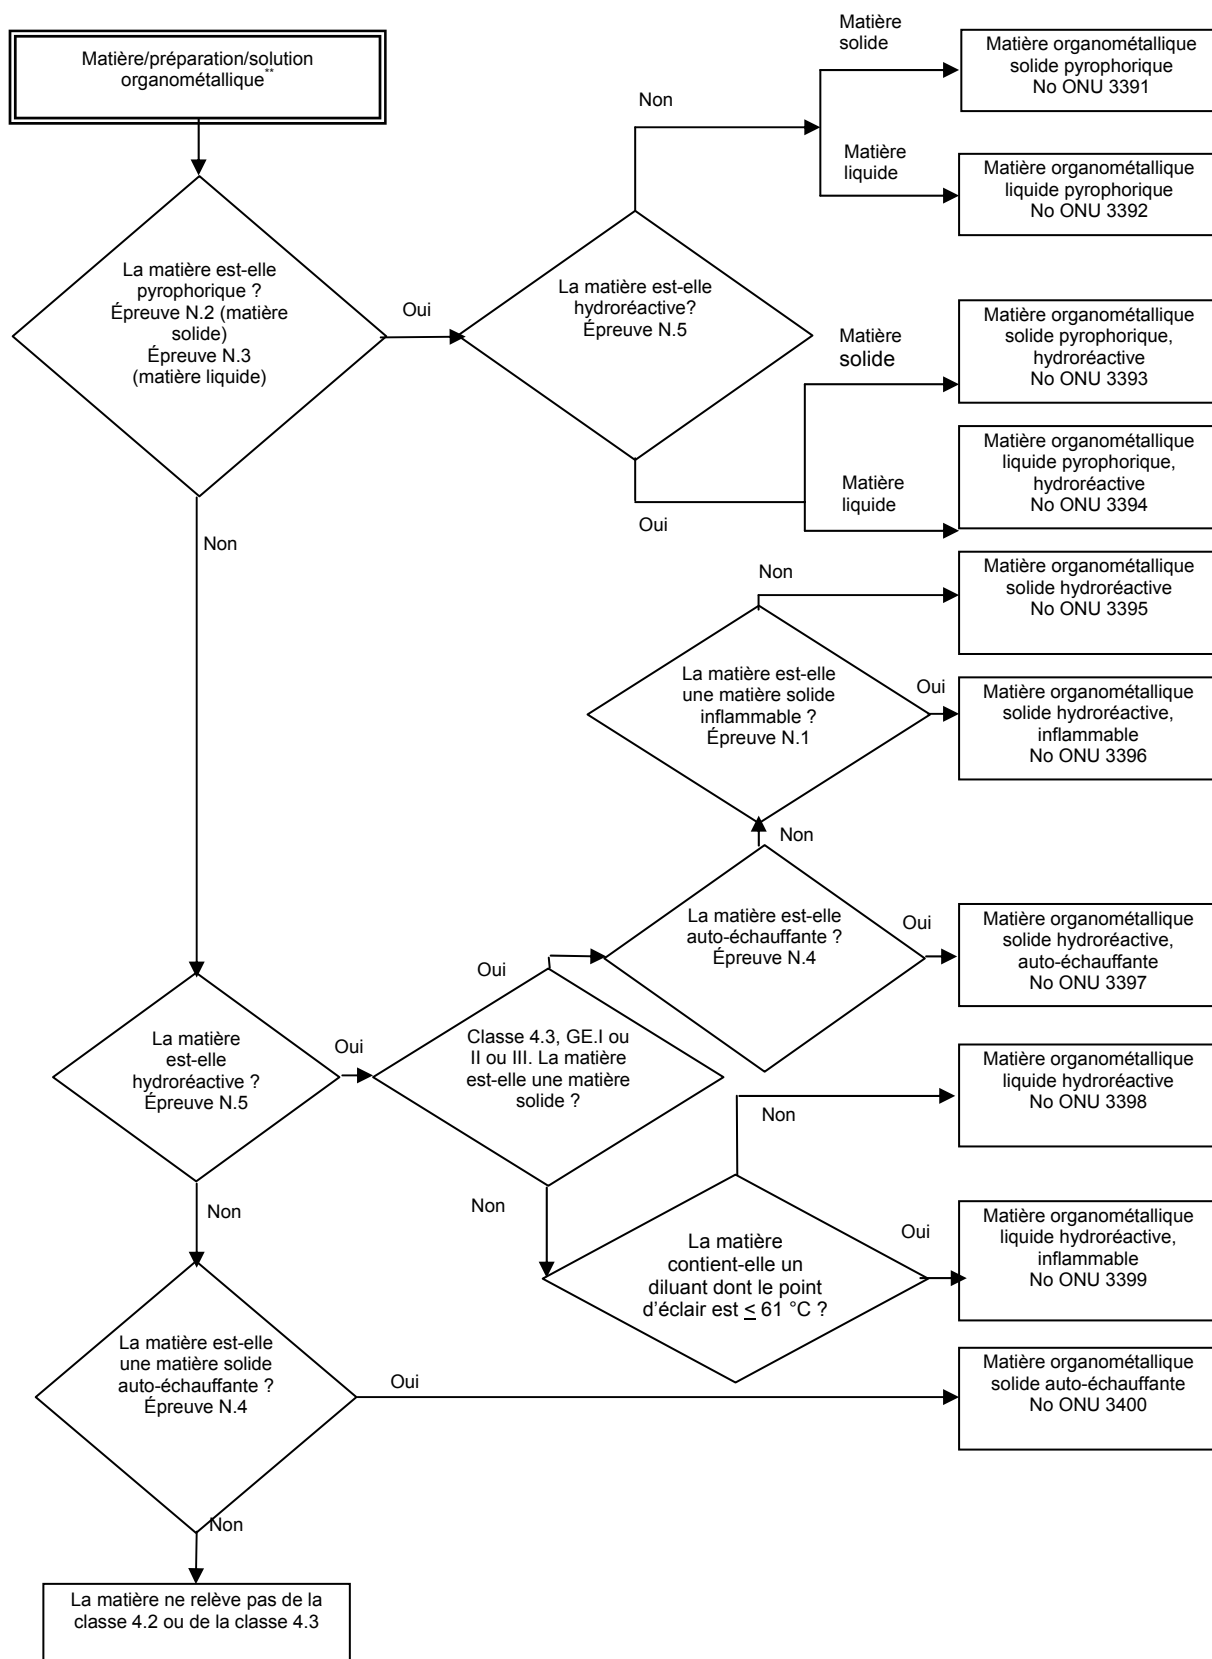 Matière/préparation/solution
organométallique**
Matière
solide
Matière organométallique
solide pyrophorique
No ONU 3391
Non
Matière
liquide
Matière organométallique
liquide pyrophorique
No ONU 3392
La matière est-elle
pyrophorique ?
Épreuve N.2 (matière
solide)
Épreuve N.3
(matière liquide)
Oui
La matière est-elle
hydroréactive?
Épreuve N.5
Matière
solide
Matière organométallique
solide pyrophorique,
hydroréactive
No ONU 3393
Matière
liquide
Oui
Matière organométallique
liquide pyrophorique,
hydroréactive
No ONU 3394
Non
Non
Matière organométallique
solide hydroréactive
No ONU 3395
La matière est-elle
une matière solide
inflammable ?
Épreuve N.1
Oui
Matière organométallique
solide hydroréactive,
inflammable
No ONU 3396
Non
La matière est-elle
auto-échauffante ?
Épreuve N.4
Oui
Matière organométallique
solide hydroréactive,
auto-échauffante
No ONU 3397
Oui
La matière
est-elle
hydroréactive ?
Épreuve N.5
Oui
Classe 4.3, GE.I ou
II ou III. La matière
est-elle une matière
solide ?
Matière organométallique
liquide hydroréactive
No ONU 3398
Non
Non
Non
La matière
contient-elle un
diluant dont le point
d’éclair est ≤ 61 °C ?
Oui
Matière organométallique
liquide hydroréactive,
inflammable
No ONU 3399
La matière est-elle
une matière solide
auto-échauffante ?
Épreuve N.4
Oui
Matière organométallique
solide auto-échauffante
No ONU 3400
Non
La matière ne relève pas de la
classe 4.2 ou de la classe 4.3